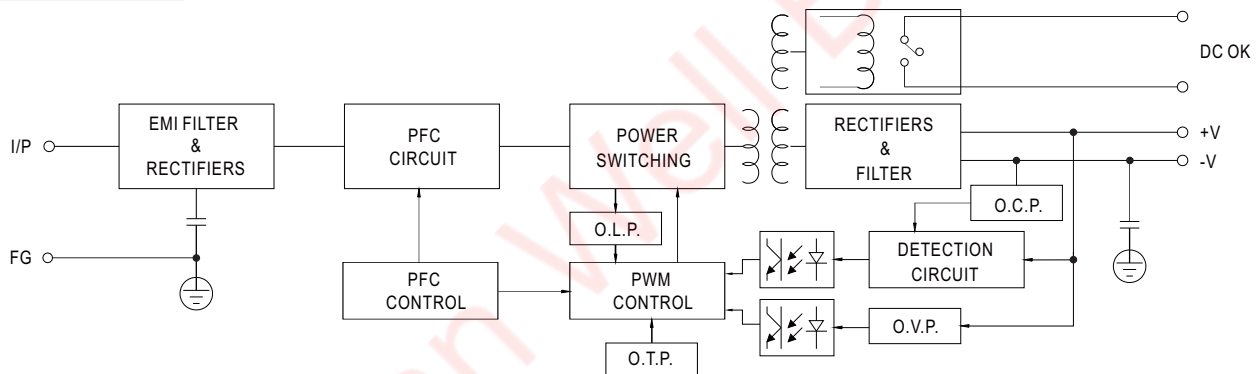 DC OK
I/P
EMI FILTER
&
RECTIFIERS
PFC
CIRCUIT
POWER
SWITCHING
RECTIFIERS
&
FILTER
+V
-V
O.C.P.
O.L.P.
FG
PFC
CONTROL
PWM
CONTROL
DETECTION
CIRCUIT
O.V.P.
O.T.P.